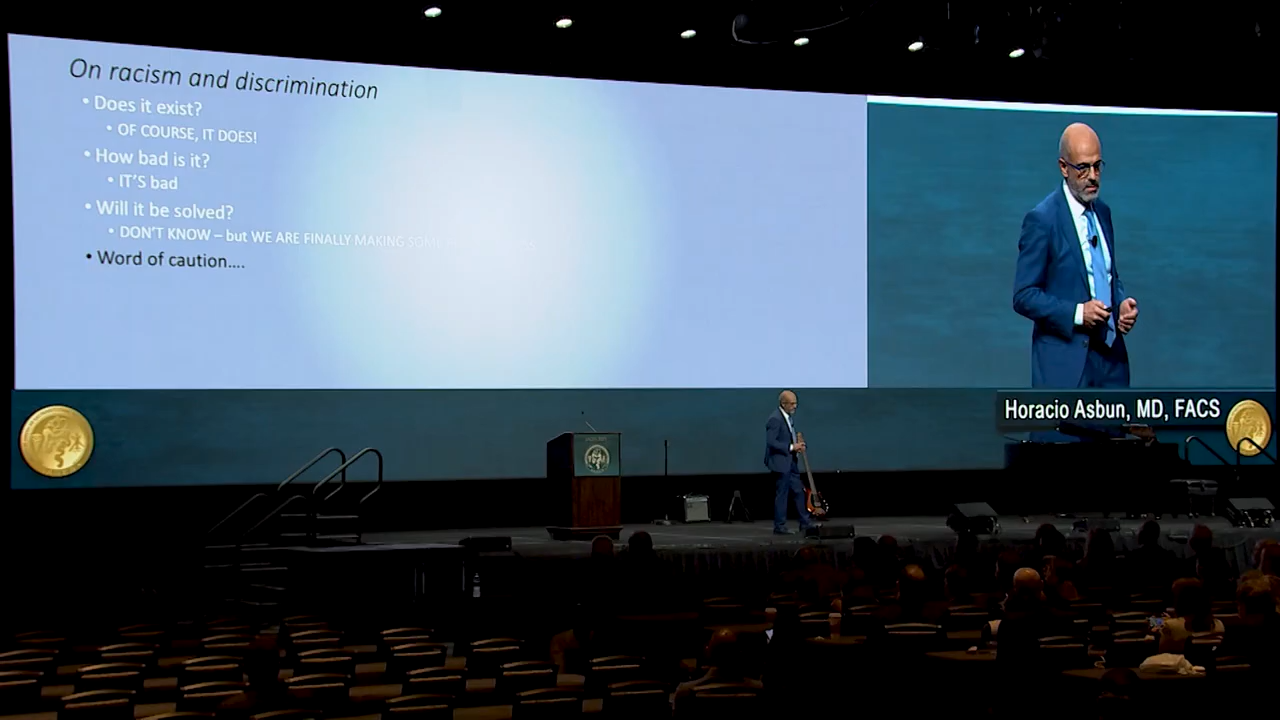 On racism and discrimination
• Does it exist?
• OF COURSE, IT DOES!
• How bad is it?
• IT'S bad
• Will it be solved?
• DON'T KNOW – but WE ARE FINALLY MAKING SOME
• Word of caution....
Horacio Asbun, MD, FACS